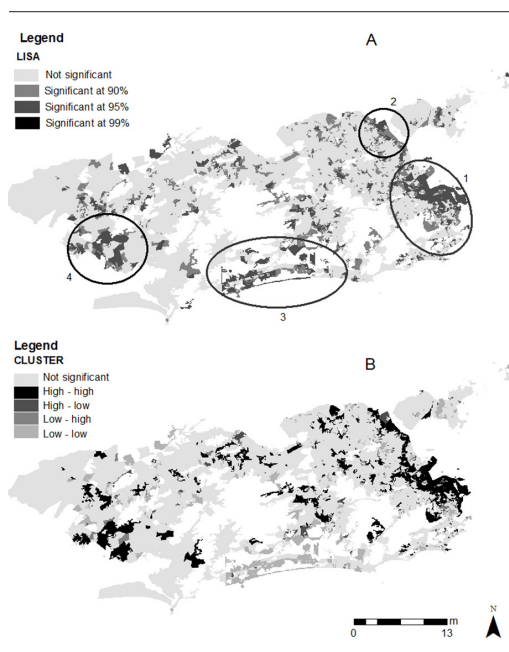 Legend
A
LISA
Not significant
Significant at 90%
Significant at 95%
Significant at 99%
2
1
4
3
Legend
B
CLUSTER
Not significant
High - high
High - low
Low - high
Low - low
N
m
0 13